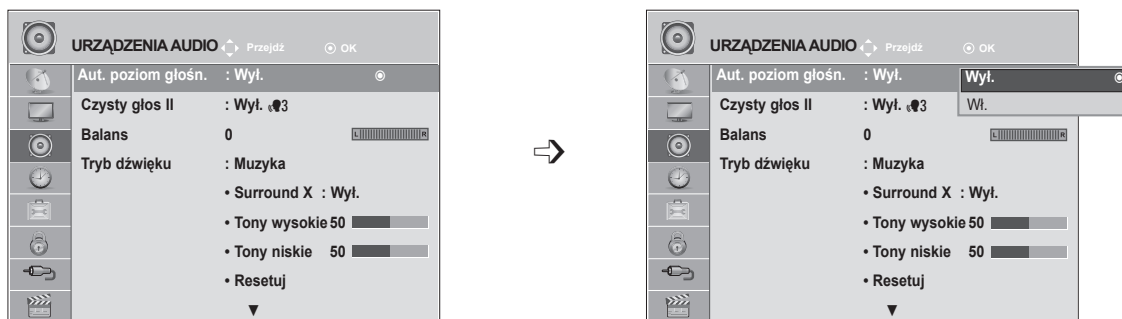 URZĄDZENIA AUDIO Przejdź OK
Aut. poziom głośn. : Wył.
Czysty głos II : Wył. 3
Balans 0 L R
Tryb dźwięku : Muzyka
• Surround X : Wył.
• Tony wysokie 50
• Tony niskie 50
• Resetuj
URZĄDZENIA AUDIO Przejdź OK
Aut. poziom głośn. : Wył.
Wył.
Wł.
Czysty głos II : Wył. 3
Balans 0 L R
Tryb dźwięku : Muzyka
• Surround X : Wył.
• Tony wysokie 50
• Tony niskie 50
• Resetuj